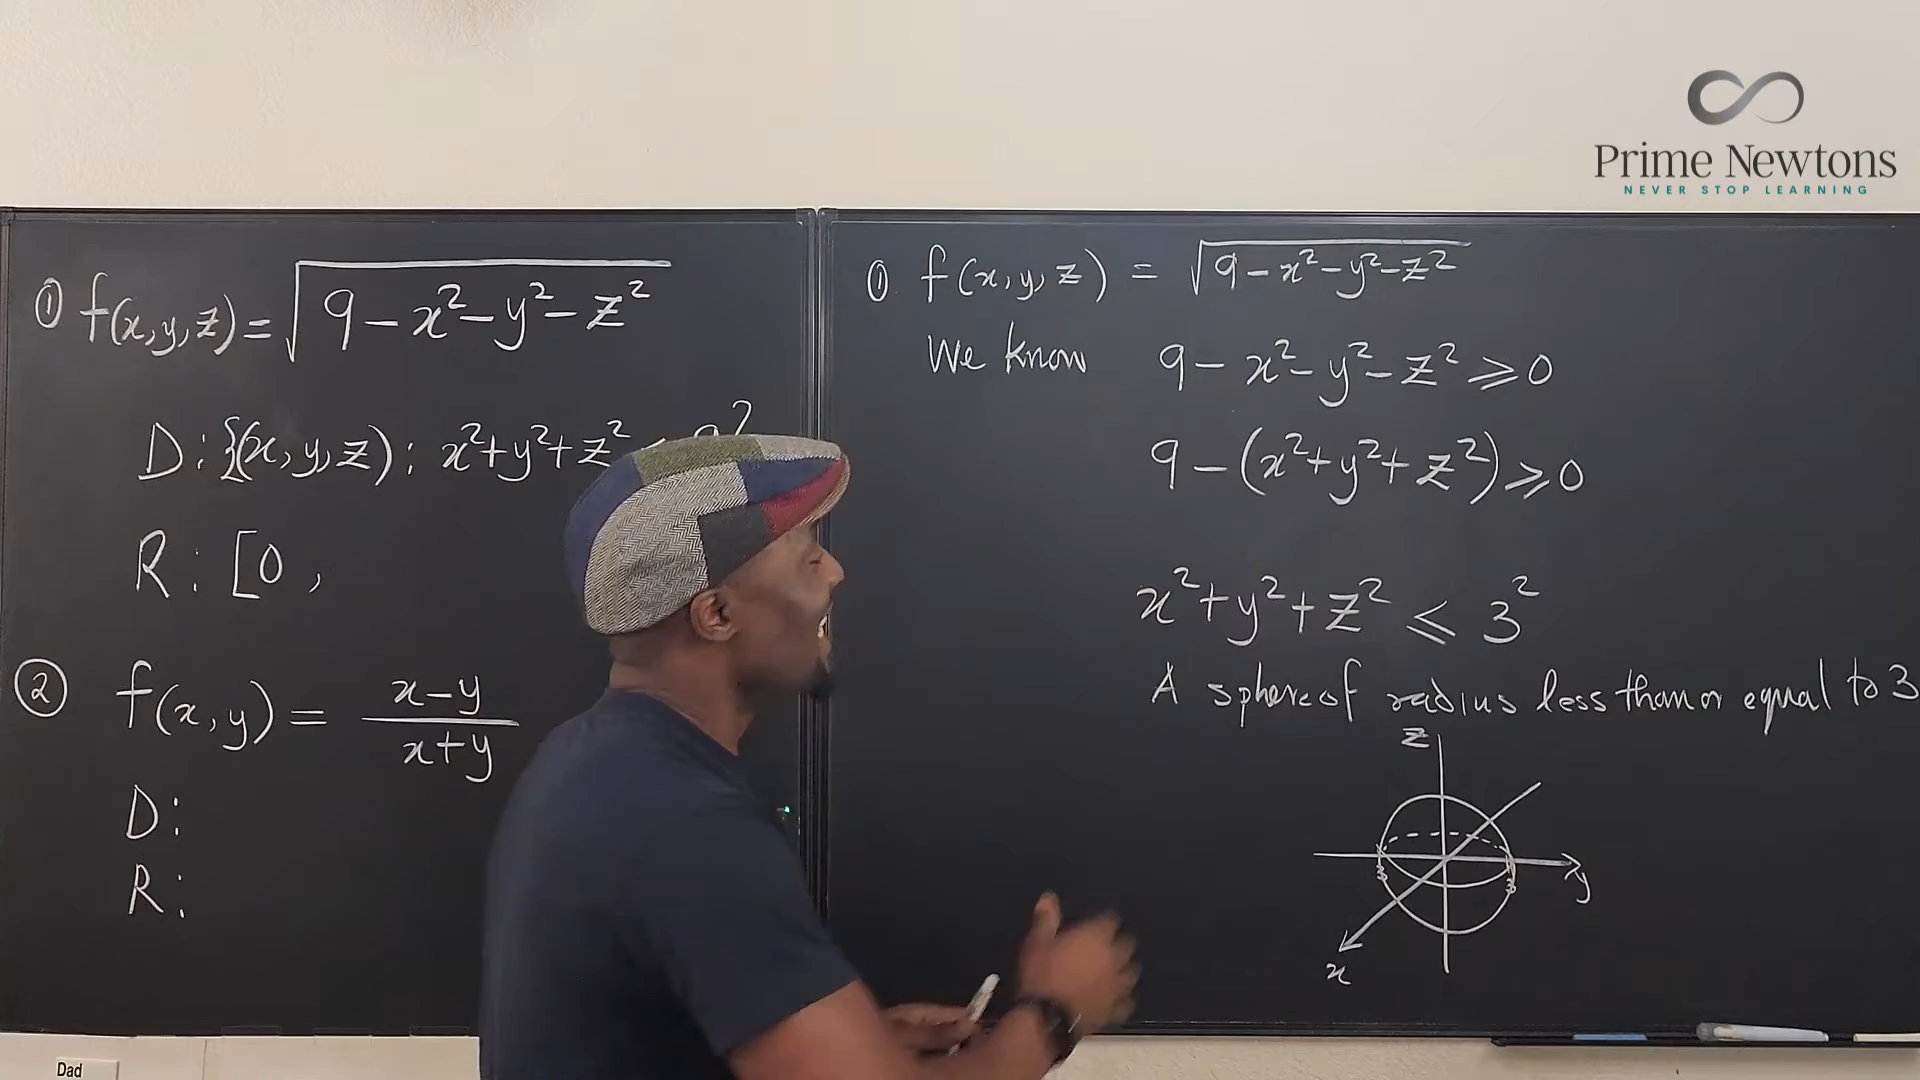 Prime Newtons
NEVER STOP LEARNING
① f(x,y,z) = √(9-x²-y²-z²)
D: {(x,y,z): x²+y²+z²
R: [0 ,
② f(x,y) = (x-y)/(x+y)
D:
R:
① f(x,y,z) = √(9-x²-y²-z²)
We know 9-x²-y²-z² ⩾ 0
9-(x²+y²+z²) ⩾ 0
x²+y²+z² ⩽ 3²
A sphere of radius less than or equal to 3
z
3 3
y
x
Dad